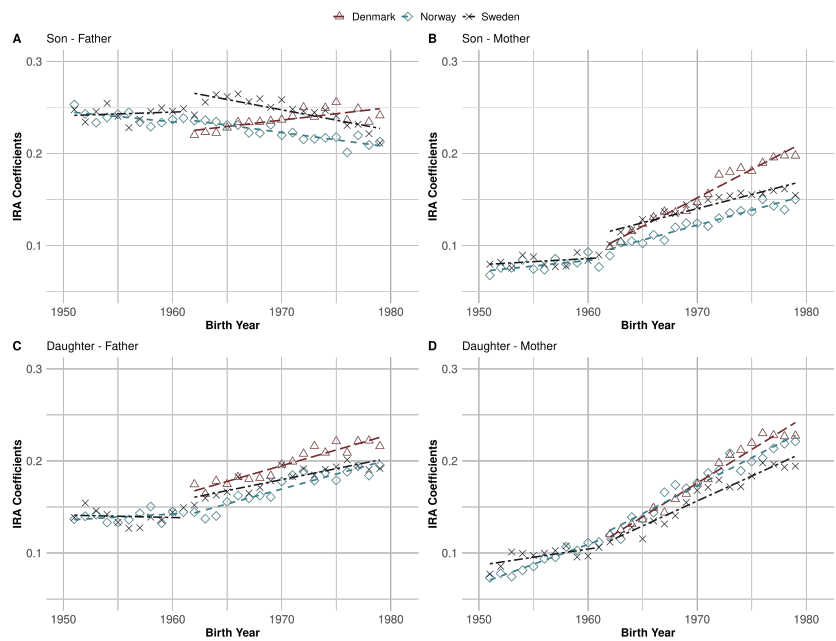 Denmark Norway Sweden
A Son - Father
0.3
0.2
0.1
IRA Coefficients
1950 1960 1970 1980
Birth Year
B Son - Mother
0.3
0.2
0.1
IRA Coefficients
1950 1960 1970 1980
Birth Year
C Daughter - Father
0.3
0.2
0.1
IRA Coefficients
1950 1960 1970 1980
Birth Year
D Daughter - Mother
0.3
0.2
0.1
IRA Coefficients
1950 1960 1970 1980
Birth Year